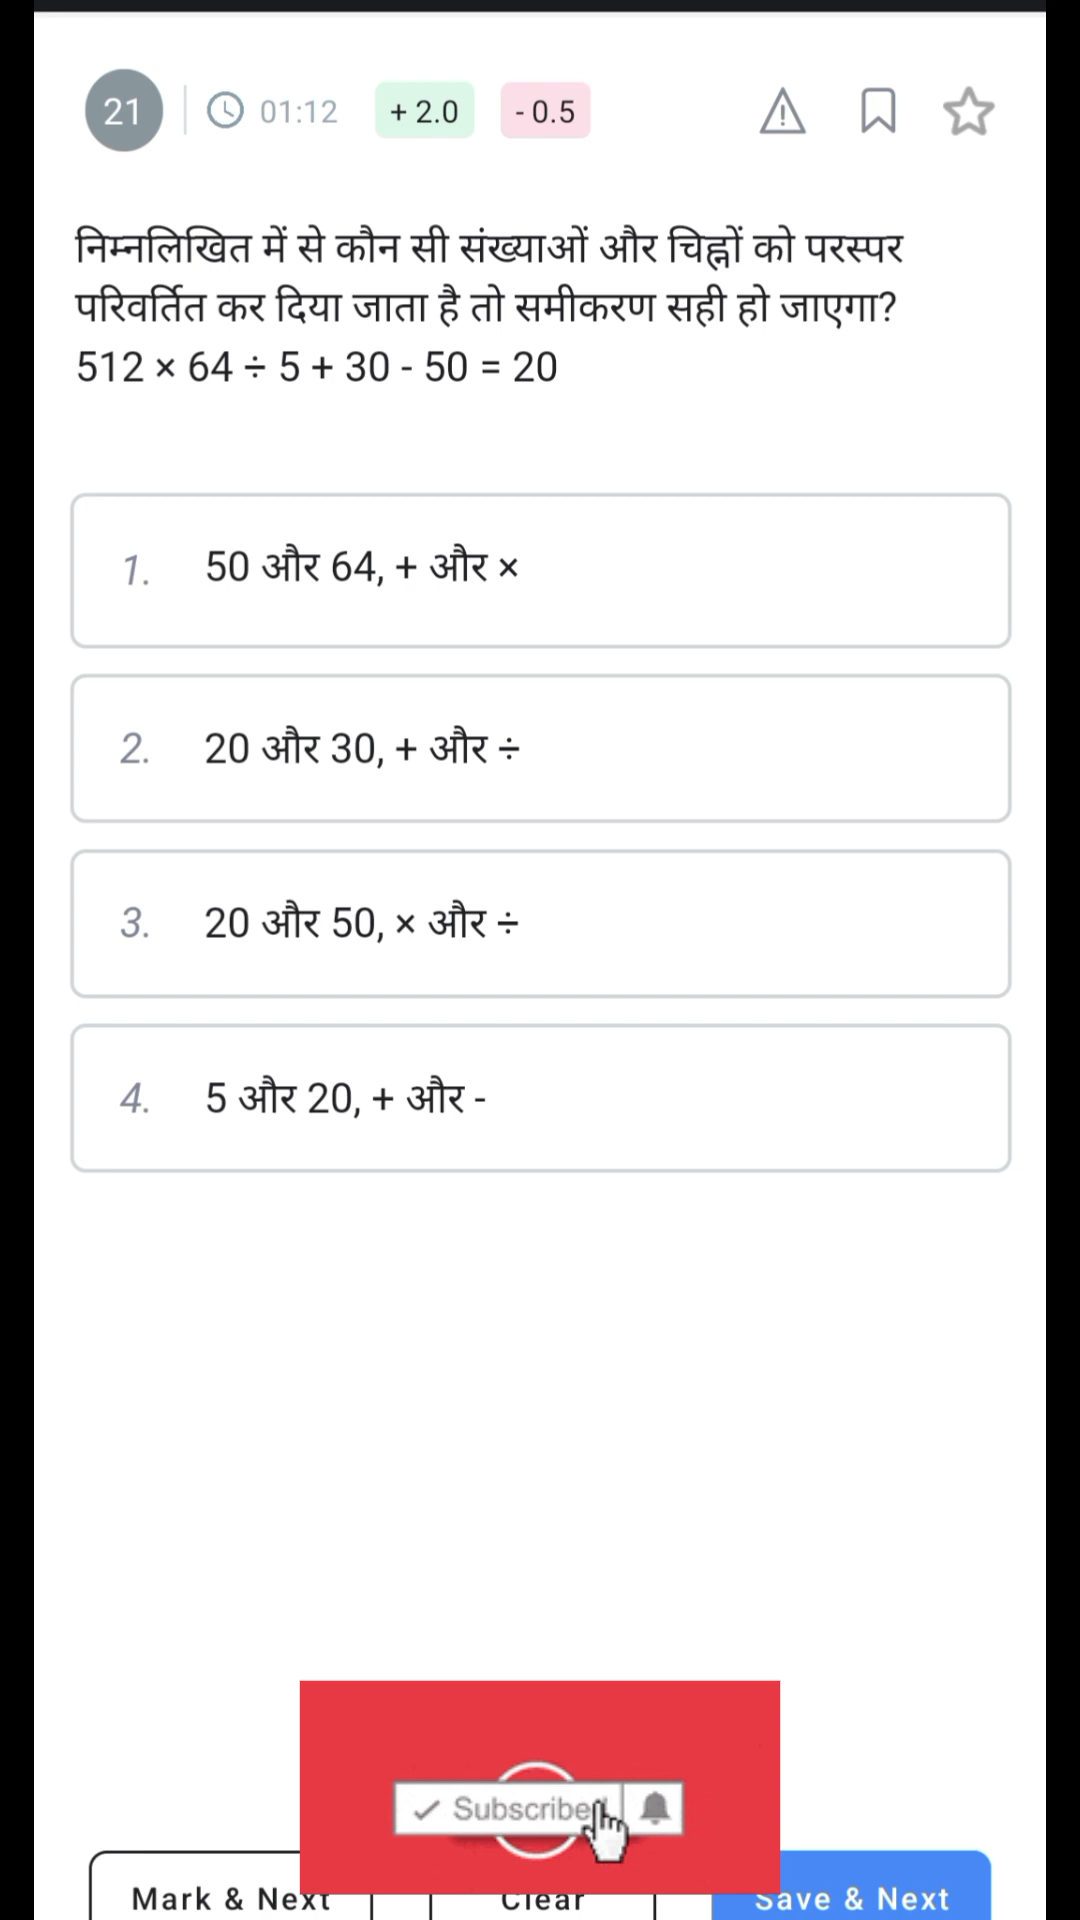 21 01:12 + 2.0 - 0.5
निम्नलिखित में से कौन सी संख्याओं और चिह्नों को परस्पर
परिवर्तित कर दिया जाता है तो समीकरण सही हो जाएगा?
512 × 64 ÷ 5 + 30 - 50 = 20
1. 50 और 64, + और ×
2. 20 और 30, + और ÷
3. 20 और 50, × और ÷
4. 5 और 20, + और -
Subscribed
Mark & Next Clear Save & Next